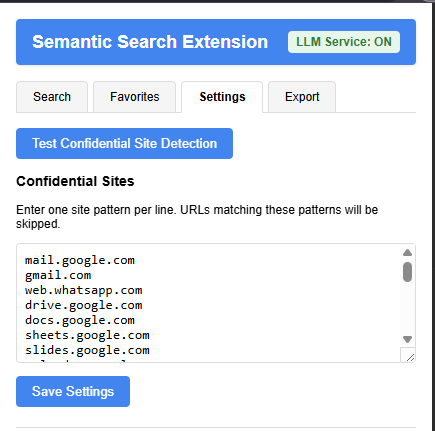 Semantic Search Extension
LLM Service: ON
Search
Favorites
Settings
Export
Test Confidential Site Detection
Confidential Sites
Enter one site pattern per line. URLs matching these patterns will be
skipped.
mail.google.com
gmail.com
web.whatsapp.com
drive.google.com
docs.google.com
sheets.google.com
slides.google.com
Save Settings